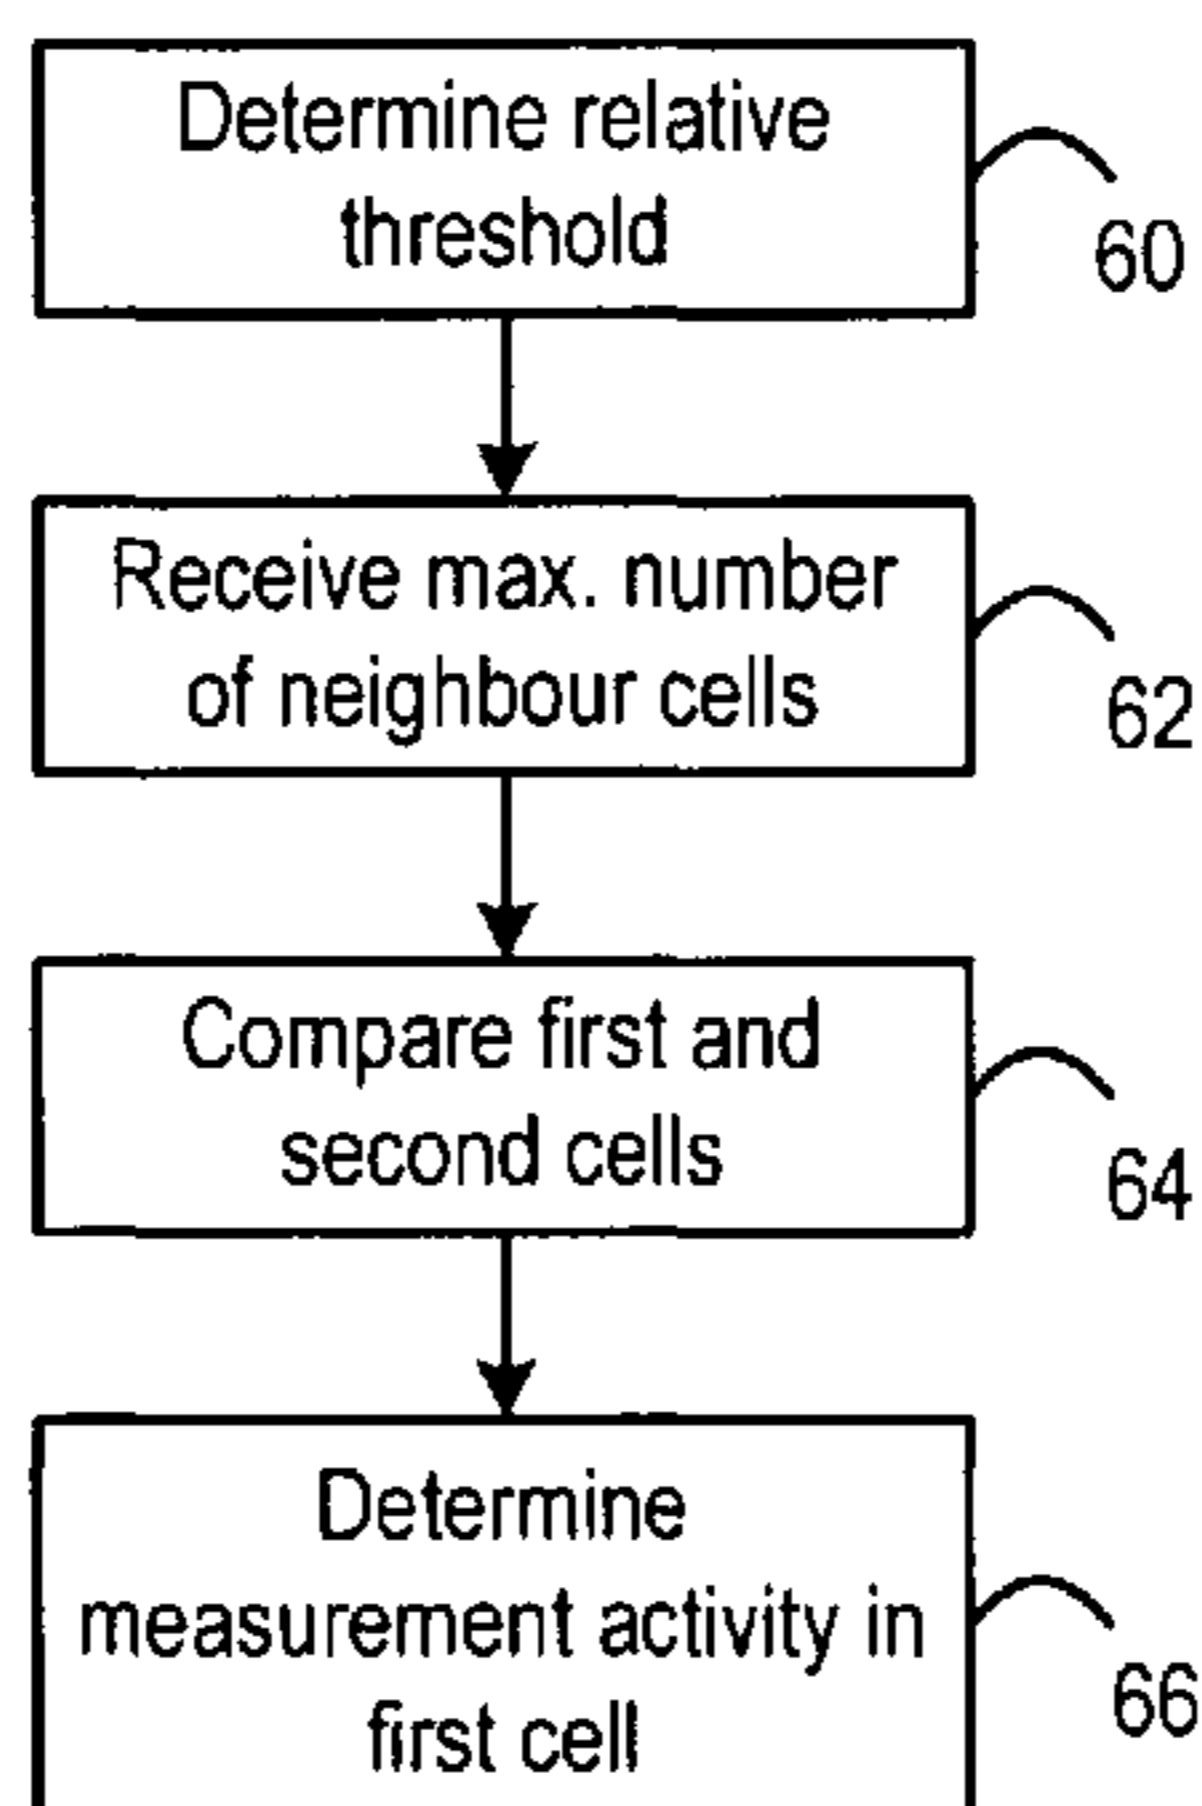 Determine relative
threshold
60
Receive max. number
of neighbour cells
62
Compare first and
second cells
64
Determine
measurement activity in
first cell
66